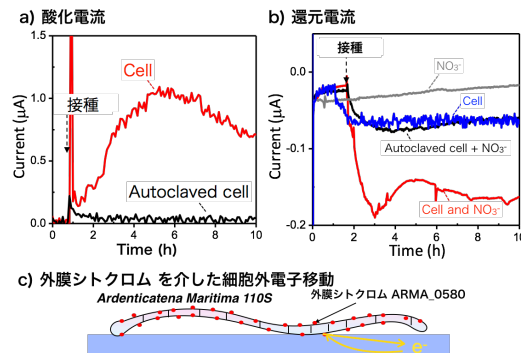 a) 酸化電流
1.5
1.0
0.5
0.0
Current (μA)
Cell
接種
Autoclaved cell
0 2 4 6 8 10
Time (h)
b) 還元電流
接種
-0.0
-0.1
-0.2
Current (μA)
NO₃⁻
Cell
Autoclaved cell + NO₃⁻
Cell and NO₃⁻
0 2 4 6 8 10
Time (h)
c) 外膜シトクロム を介した細胞外電子移動
Ardenticatena Maritima 110S
外膜シトクロム ARMA_0580
e⁻